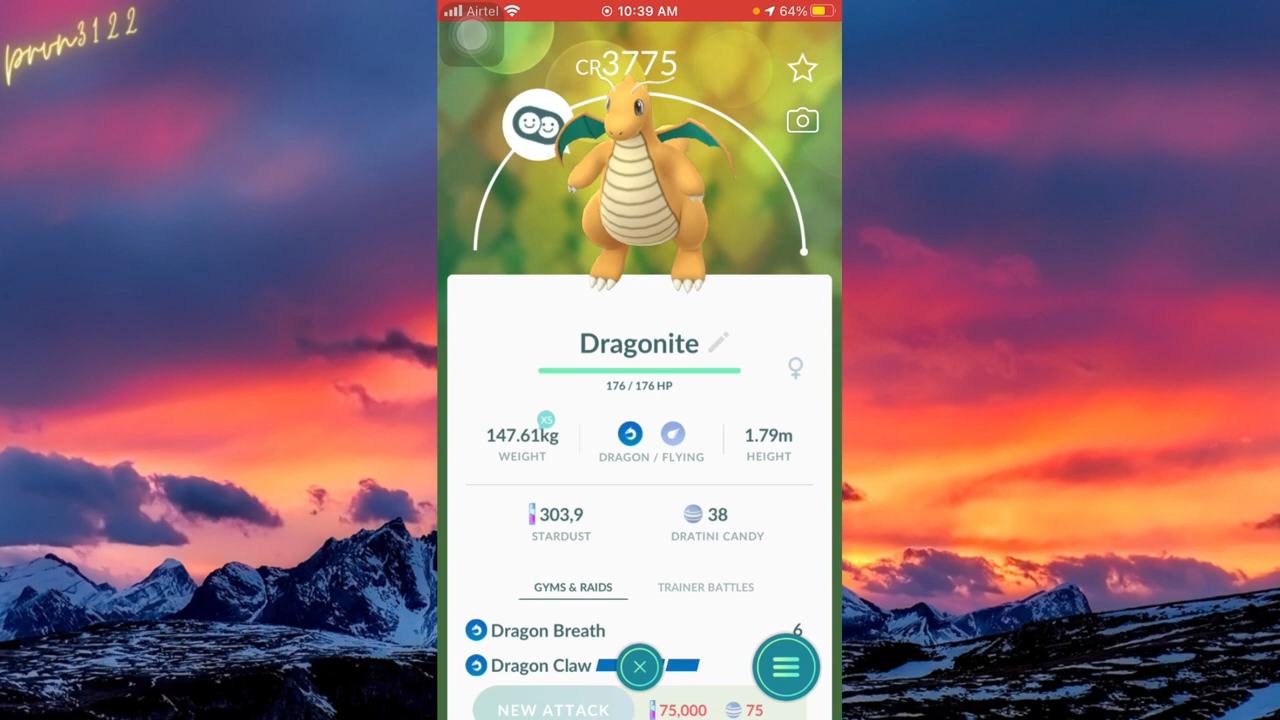 prvn3122
Airtel 10:39 AM 64%
CR3775
Dragonite
176 / 176 HP
XS
147.61kg
WEIGHT
DRAGON / FLYING
1.79m
HEIGHT
303,9
STARDUST
38
DRATINI CANDY
GYMS & RAIDS TRAINER BATTLES
Dragon Breath 6
Dragon Claw
NEW ATTACK 75,000 75